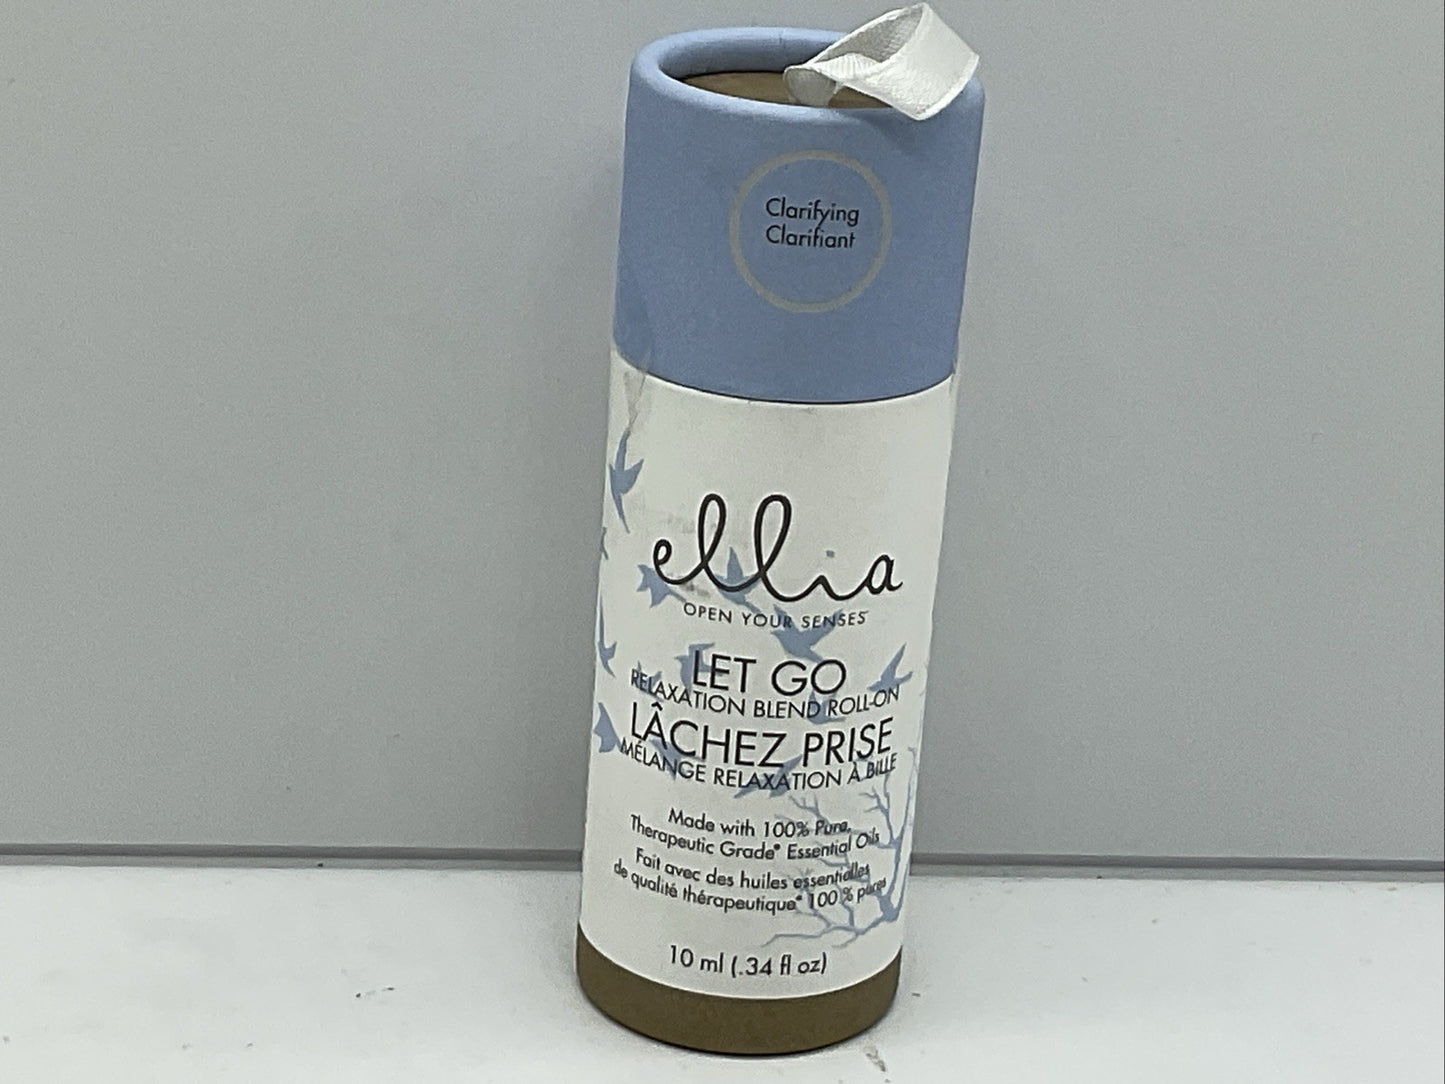 Clarifying
Clarifiant
ellia
OPEN YOUR SENSES
LET GO
RELAXATION BLEND ROLL-ON
LÂCHEZ PRISE
MÉLANGE RELAXATION À BILLE
Made with 100% Pure,
Therapeutic Grade* Essential Oils
Fait avec des huiles essentielles
de qualité thérapeutique* 100 % pures
10 ml (.34 fl oz)